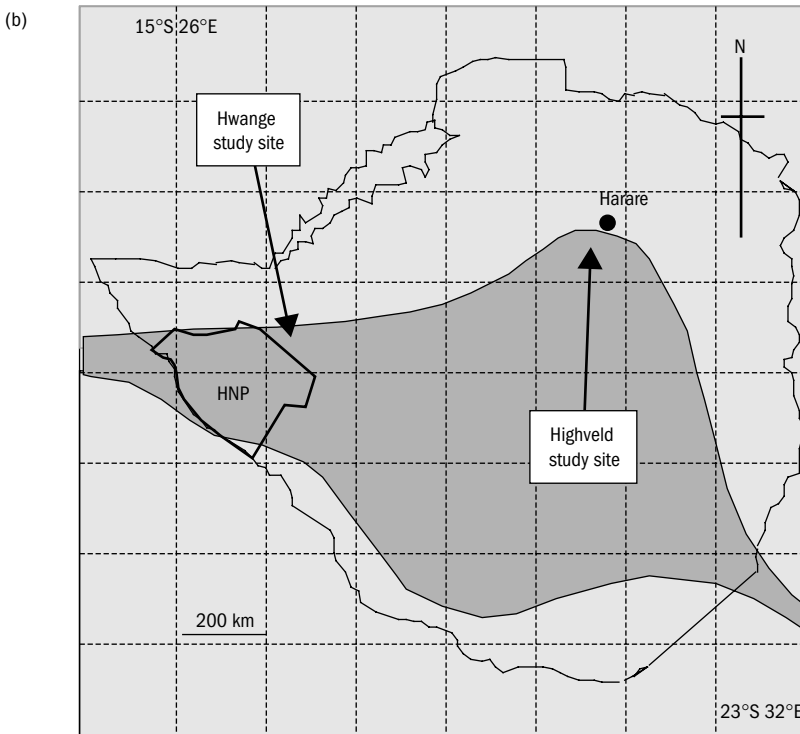 (b)
15°S 26°E
N
Hwange
study site
Harare
HNP
Highveld
study site
200 km
23°S 32°E